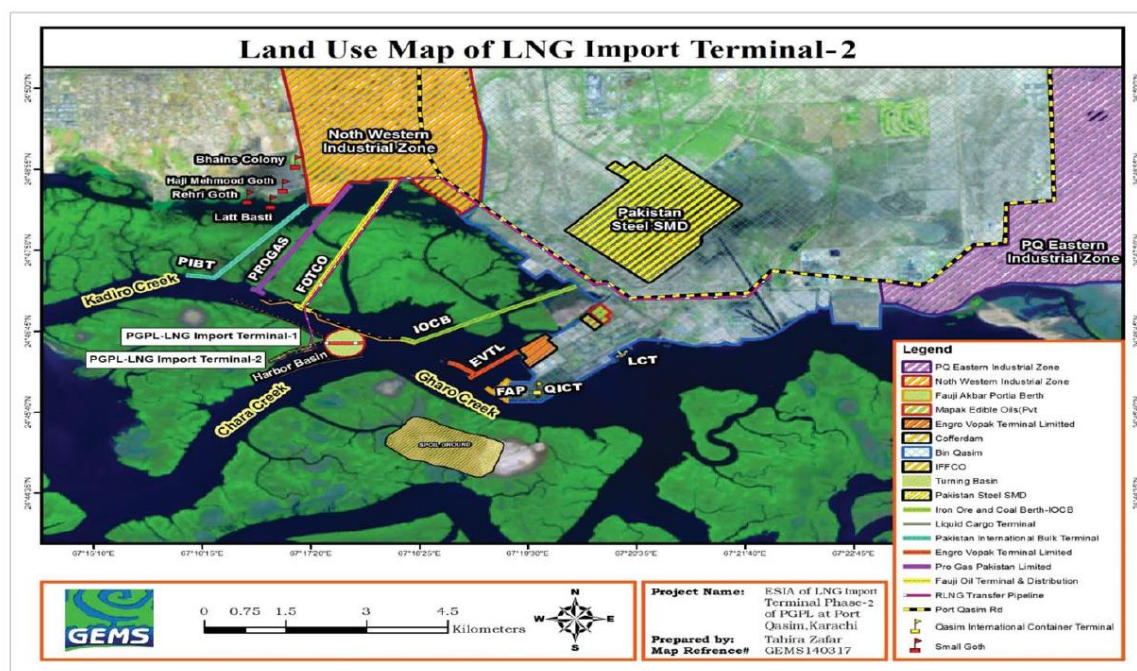 Land Use Map of LNG Import Terminal-2
Noth Western
Industrial Zone
Bhains Colony
Haji Mehmood Goth
Rehri Goth
Latt Basti
Pakistan
Steel SMD
PQ Eastern
Industrial Zone
PIBT
PROGAS
FOTCO
Kadiro Creek
IOCB
PGPL-LNG Import Terminal-1
PGPL-LNG Import Terminal-2
Harbor Basin
Chara Creek
Gharo Creek
EVTL
FAP
QICT
LCT
SPOIL GROUND
67°15'10"E
67°16'15"E
67°17'20"E
67°18'25"E
67°19'30"E
67°20'35"E
67°21'40"E
67°22'45"E
Legend
PQ Eastern Industrial Zone
Noth Western Industrial Zone
Fauji Akbar Portia Berth
Mapak Edible Oils(Pvt
Engro Vopak Terminal Limitted
Cofferdam
Bin Qasim
IFFCO
Turning Basin
Pakistan Steel SMD
Iron Ore and Coal Berth-IOCB
Liquid Cargo Terminal
Pakistan International Bulk Terminal
Engro Vopak Terminal Limited
Pro Gas Pakistan Limited
Fauji Oil Terminal & Distribution
RLNG Transfer Pipeline
Port Qasim Rd
Qasim International Container Terminal
Small Goth
GEMS
0 0.75 1.5 3 4.5
Kilometers
N
W E
S
Project Name: ESIA of LNG Import
Terminal Phase-2
of PGPL at Port
Qasim,Karachi
Prepared by: Tahira Zafar
Map Refrence# GEMS140317